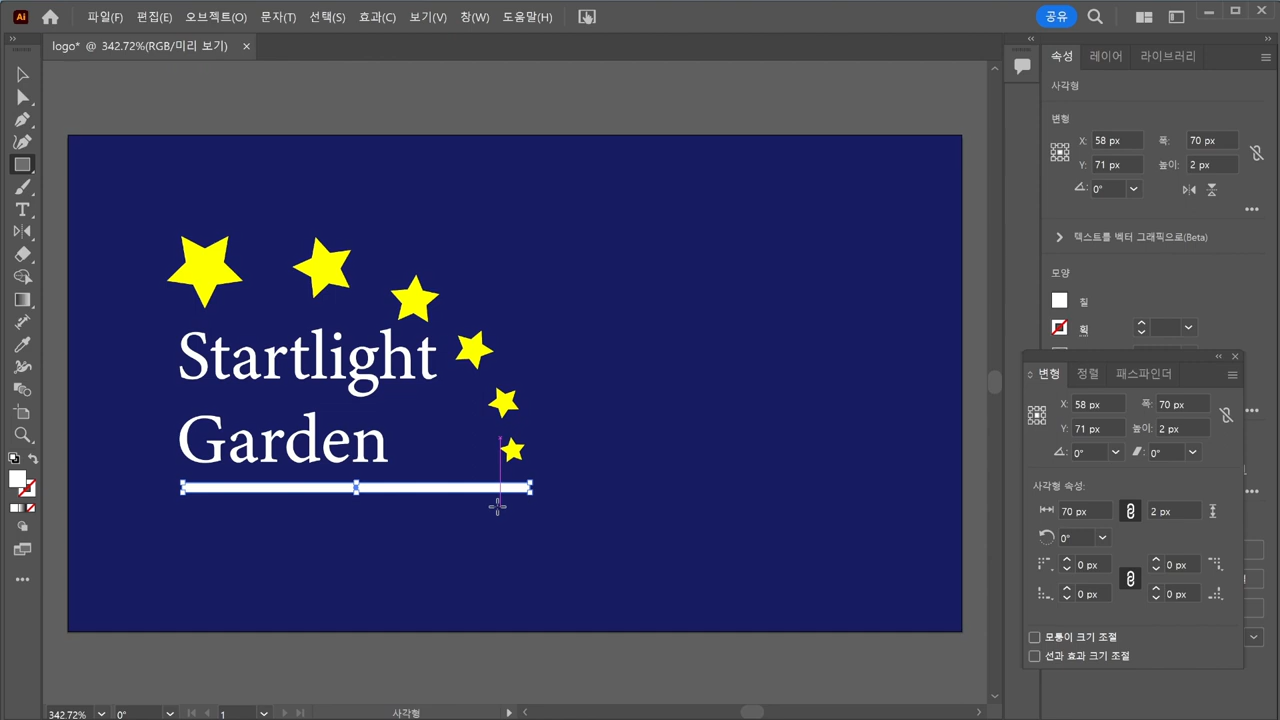 Ai 파일(F) 편집(E) 오브젝트(O) 문자(T) 선택(S) 효과(C) 보기(V) 창(W) 도움말(H) 공유
logo* @ 342.72%(RGB/미리 보기) ×
속성 레이어 라이브러리
사각형
변형
X: 58 px 폭: 70 px
Y: 71 px 높이: 2 px
0°
텍스트를 벡터 그래픽으로(Beta)
모양
칠
획
Startlight
Garden
변형 정렬 패스파인더
X: 58 px 폭: 70 px
Y: 71 px 높이: 2 px
0° 0°
사각형 속성:
70 px 2 px
0°
0 px 0 px
0 px 0 px
모퉁이 크기 조절
선과 효과 크기 조절
342.72% 0° 1 사각형